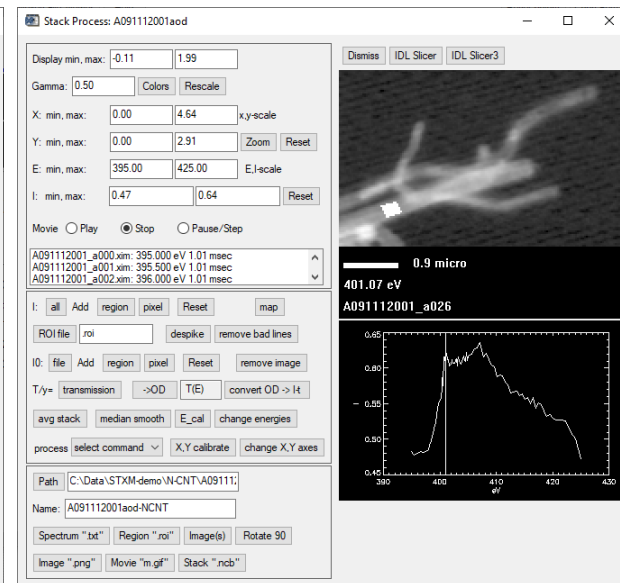 Stack Process: A091112001aod
Display min, max: -0.11 1.99
Gamma: 0.50 Colors Rescale
X: min, max: 0.00 4.64 x,y-scale
Y: min, max: 0.00 2.91 Zoom Reset
E: min, max: 395.00 425.00 E,I-scale
I: min, max: 0.47 0.64 Reset
Movie Play Stop Pause/Step
A091112001_a000.xim: 395.000 eV 1.01 msec
A091112001_a001.xim: 395.500 eV 1.01 msec
A091112001_a002.xim: 396.000 eV 1.01 msec
I: all Add region pixel Reset map
ROI file .roi despike remove bad lines
I0: file Add region pixel Reset remove image
T/y= transmission ->OD T(E) convert OD -> I-t
avg stack median smooth E_cal change energies
process select command X,Y calibrate change X,Y axes
Path C:\Data\STXM-demo\N-CNT\A09111:
Name: A091112001aod-NCNT
Spectrum ".txt" Region ".roi" Image(s) Rotate 90
Image ".png" Movie "m.gif" Stack ".ncb"
Dismiss IDL Slicer IDL Slicer3
0.9 micro
401.07 eV
A091112001_a026
0.65
0.60
0.55
I
0.50
0.45
390 400 410 420 430
eV